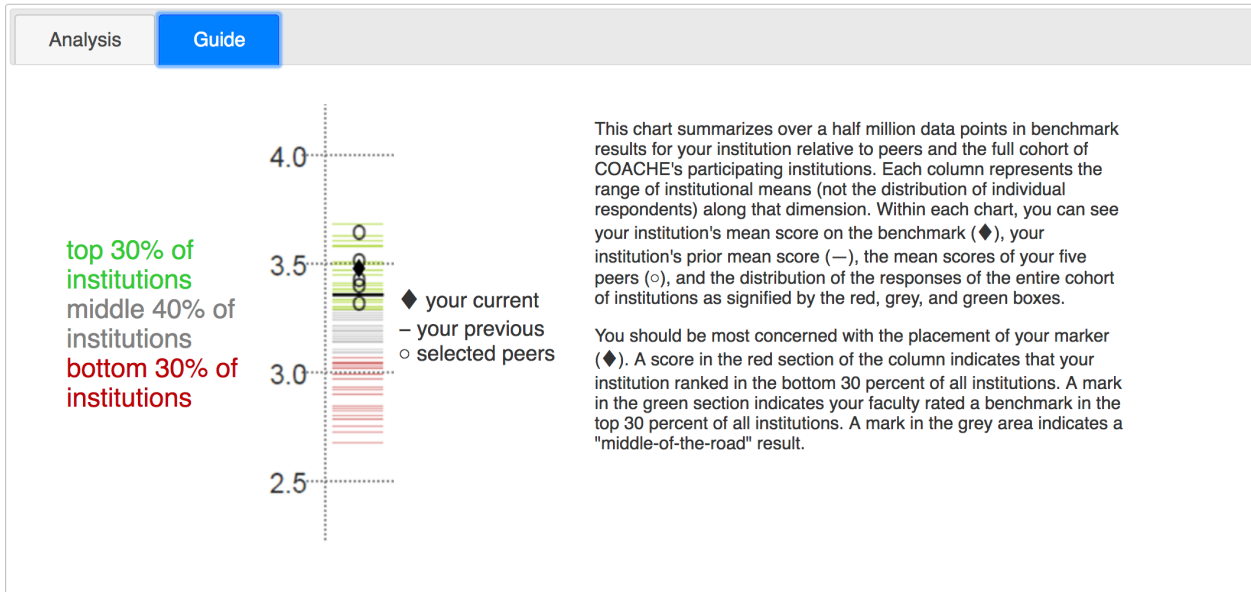 Analysis
Guide
4.0
3.5
3.0
2.5
top 30% of
institutions
middle 40% of
institutions
bottom 30% of
institutions
♦ your current
– your previous
○ selected peers
This chart summarizes over a half million data points in benchmark
results for your institution relative to peers and the full cohort of
COACHE's participating institutions. Each column represents the
range of institutional means (not the distribution of individual
respondents) along that dimension. Within each chart, you can see
your institution's mean score on the benchmark (♦), your
institution's prior mean score (—), the mean scores of your five
peers (○), and the distribution of the responses of the entire cohort
of institutions as signified by the red, grey, and green boxes.
You should be most concerned with the placement of your marker
(♦). A score in the red section of the column indicates that your
institution ranked in the bottom 30 percent of all institutions. A mark
in the green section indicates your faculty rated a benchmark in the
top 30 percent of all institutions. A mark in the grey area indicates a
"middle-of-the-road" result.